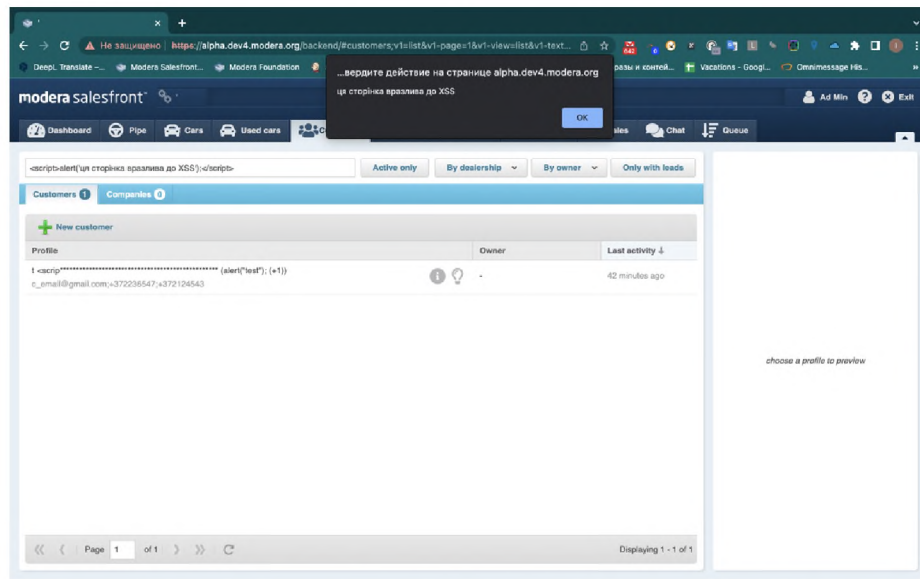 Не защищено https://alpha.dev4.modera.org/backend/#customers;v1=list&v1-page=1&v1-view=list&v1-text...
DeepL Translate –... Modera Salesfront... Modera Foundation Vacations - Googl... Omnimessage His...
...вердите действие на странице alpha.dev4.modera.org
ця сторінка вразлива до XSS
OK
modera salesfront Ad Min Exit
Dashboard Pipe Cars Used cars Chat Queue
<script>alert('ця сторінка вразлива до XSS');</script> Active only By dealership By owner Only with leads
Customers 1 Companies 0
New customer
Profile Owner Last activity ↓
(alert("test"); (+1)) - 42 minutes ago
c_email@gmail.com;+372236547;+372124543
choose a profile to preview
Page 1 of 1 Displaying 1 - 1 of 1